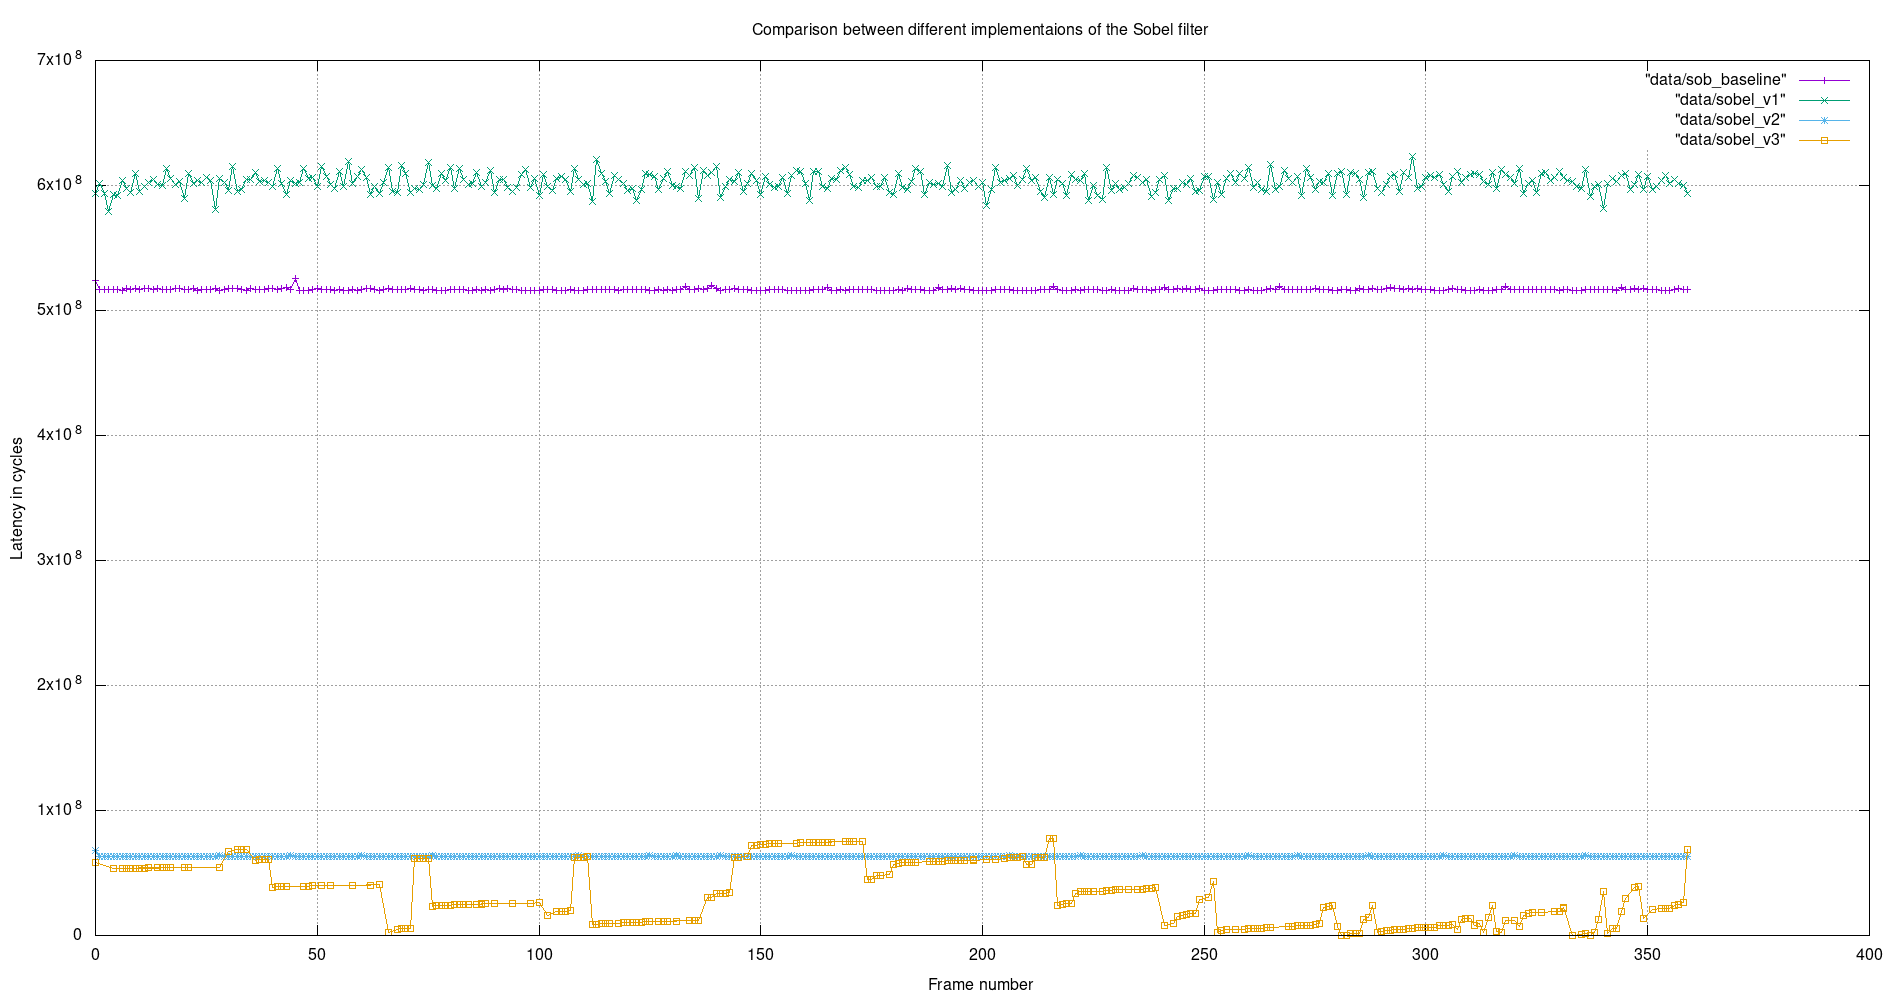 Comparison between different implementaions of the Sobel filter
7x10^8
6x10^8
5x10^8
4x10^8
3x10^8
2x10^8
1x10^8
0
Latency in cycles
"data/sob_baseline"
"data/sobel_v1"
"data/sobel_v2"
"data/sobel_v3"
0 50 100 150 200 250 300 350 400
Frame number